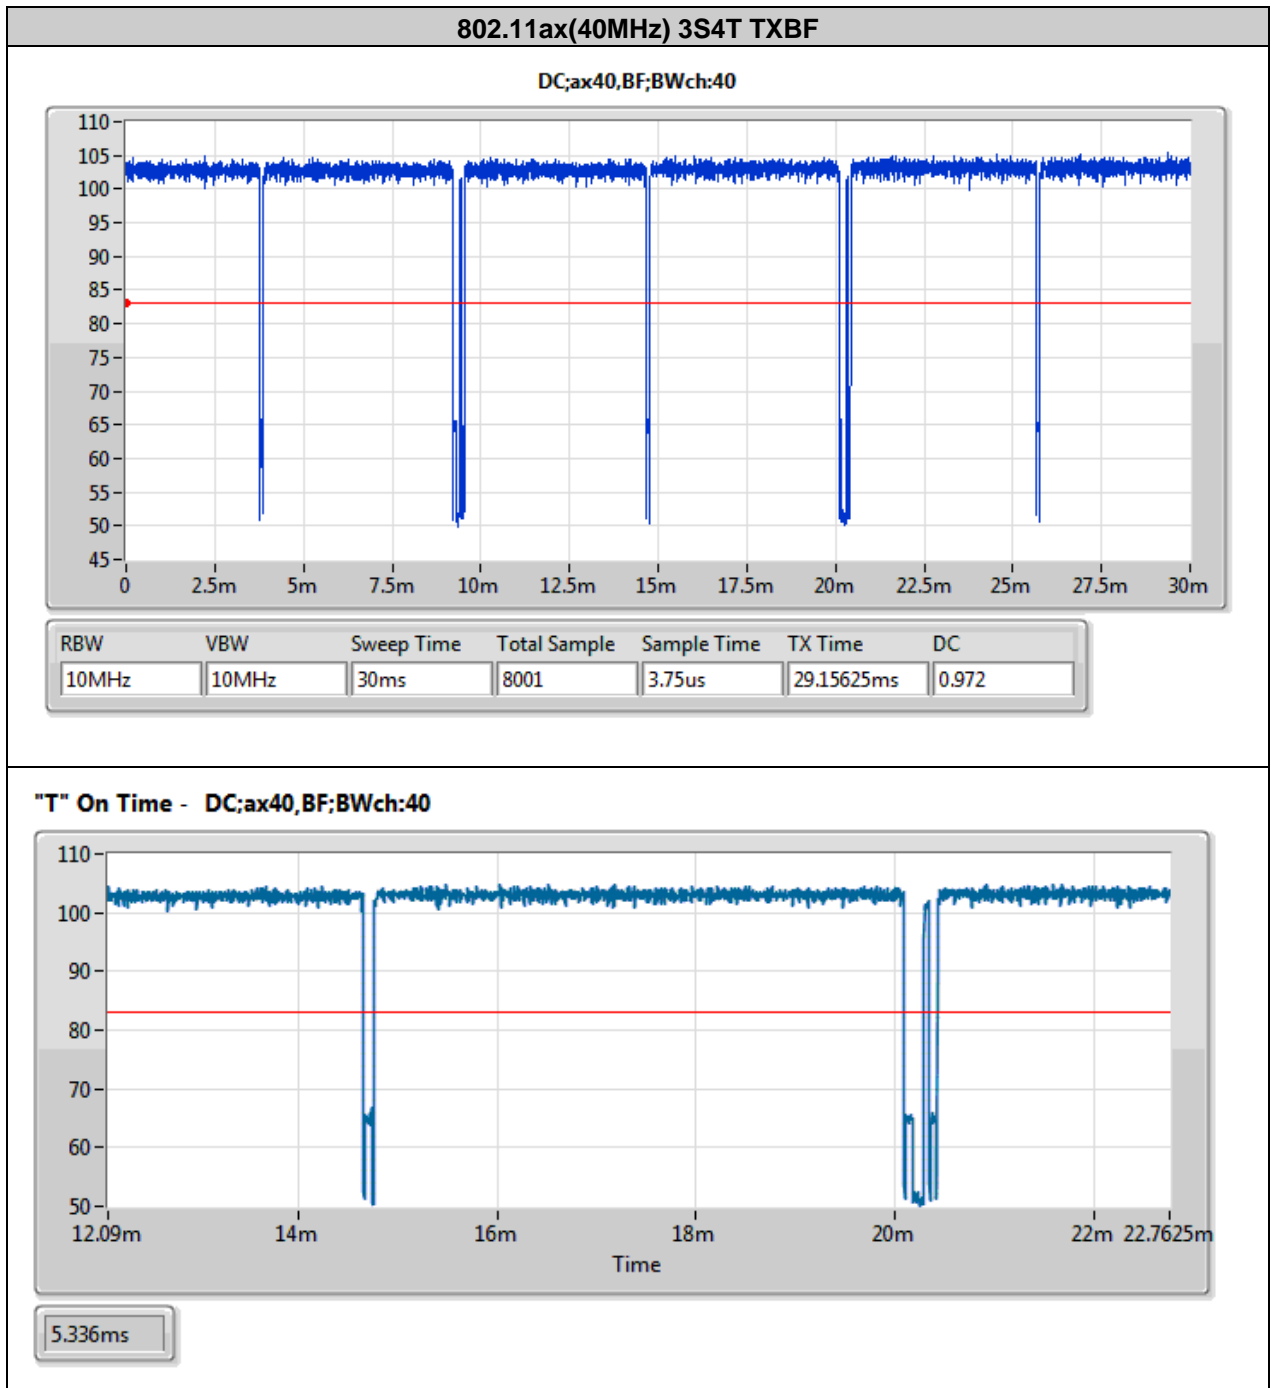 802.11ax(40MHz) 3S4T TXBF
DC;ax40,BF;BWch:40
110
105
100
95
90
85
80
75
70
65
60
55
50
45
0 2.5m 5m 7.5m 10m 12.5m 15m 17.5m 20m 22.5m 25m 27.5m 30m
RBW VBW Sweep Time Total Sample Sample Time TX Time DC
10MHz 10MHz 30ms 8001 3.75us 29.15625ms 0.972
"T" On Time - DC;ax40,BF;BWch:40
110
100
90
80
70
60
50
12.09m 14m 16m 18m 20m 22m 22.7625m
Time
5.336ms